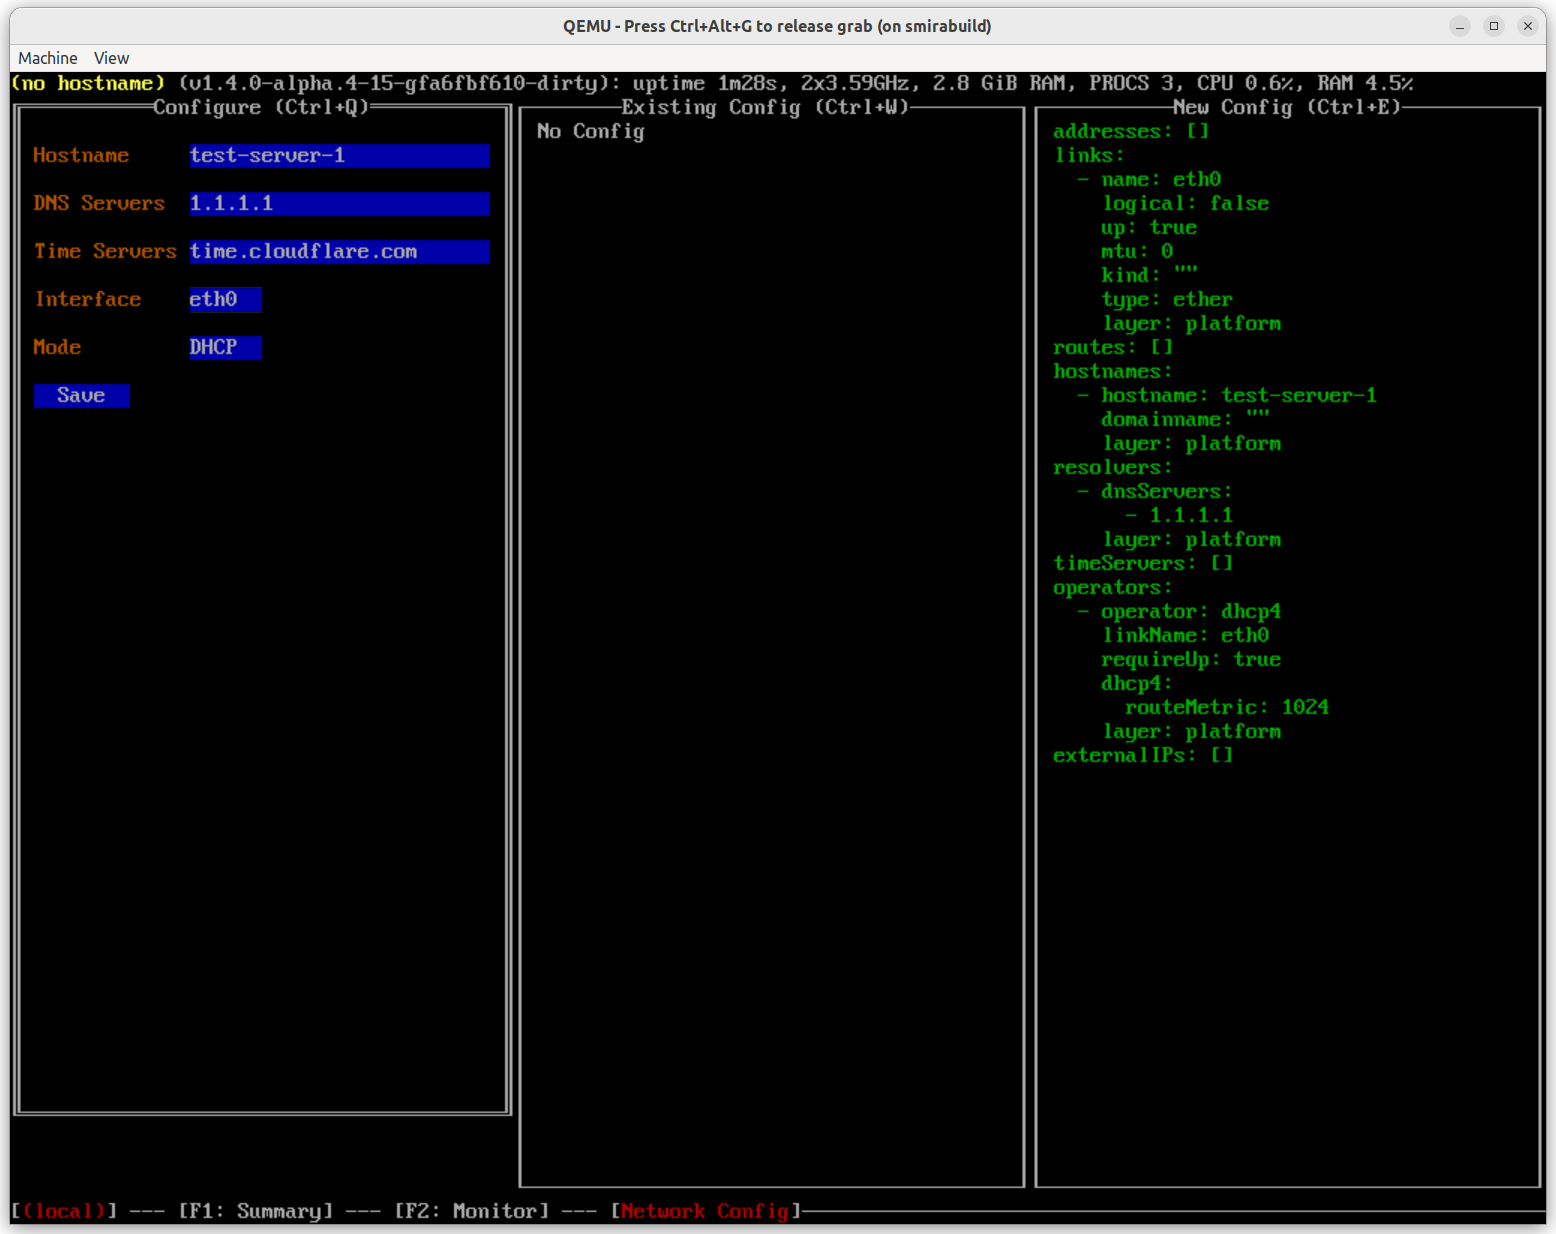 QEMU - Press Ctrl+Alt+G to release grab (on smirabuild)
Machine View
(no hostname) (v1.4.0-alpha.4-15-gfa6fbf610-dirty): uptime 1m28s, 2x3.59GHz, 2.8 GiB RAM, PROCS 3, CPU 0.6%, RAM 4.5%
Configure (Ctrl+Q)
Hostname test-server-1
DNS Servers 1.1.1.1
Time Servers time.cloudflare.com
Interface eth0
Mode DHCP
Save
Existing Config (Ctrl+W)
No Config
New Config (Ctrl+E)
addresses: []
links:
  - name: eth0
    logical: false
    up: true
    mtu: 0
    kind: ""
    type: ether
    layer: platform
routes: []
hostnames:
  - hostname: test-server-1
    domainname: ""
    layer: platform
resolvers:
  - dnsServers:
      - 1.1.1.1
    layer: platform
timeServers: []
operators:
  - operator: dhcp4
    linkName: eth0
    requireUp: true
    dhcp4:
      routeMetric: 1024
    layer: platform
externalIPs: []
[(local)] --- [F1: Summary] --- [F2: Monitor] --- [Network Config]